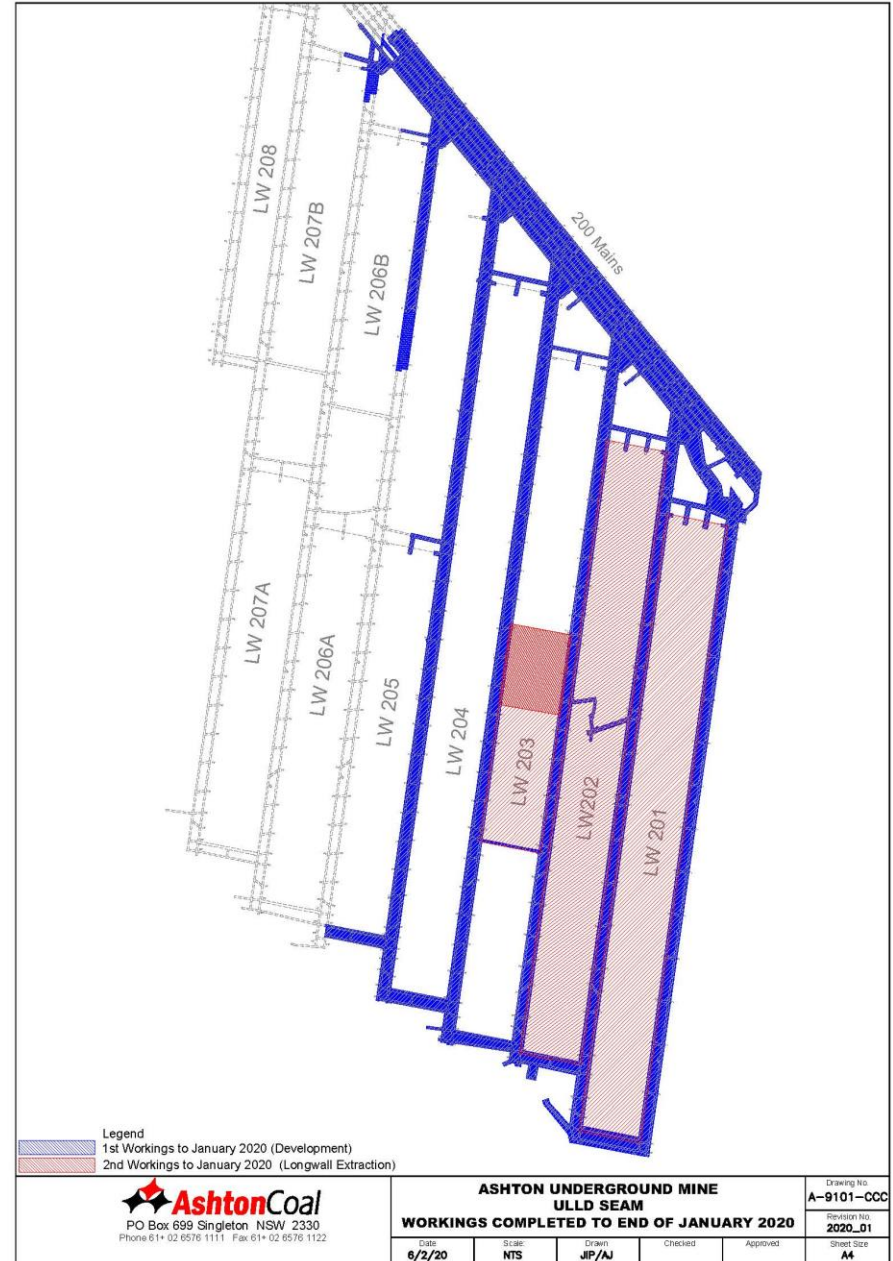 LW 208
LW 207B
LW 206B
200 Mains
LW 207A
LW 206A
LW 205
LW 204
LW 203
LW202
LW 201
Legend
1st Workings to January 2020 (Development)
2nd Workings to January 2020 (Longwall Extraction)
AshtonCoal
PO Box 699 Singleton NSW 2330
Phone 61+ 02 6576 1111 Fax 61+ 02 6576 1122
ASHTON UNDERGROUND MINE
ULLD SEAM
WORKINGS COMPLETED TO END OF JANUARY 2020
Date
6/2/20
Scale:
NTS
Drawn
JIP/AJ
Checked
Approved
Drawing No.
A-9101-CCC
Revision No.
2020_01
Sheet Size
A4